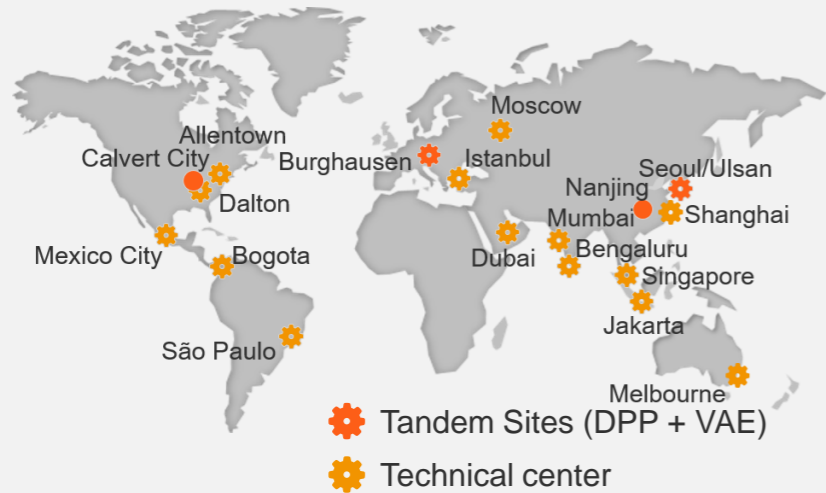 Moscow
Allentown
Calvert City
Burghausen
Istanbul
Seoul/Ulsan
Nanjing
Dalton
Mumbai
Shanghai
Mexico City
Bogota
Dubai
Bengaluru
Singapore
Jakarta
São Paulo
Melbourne
Tandem Sites (DPP + VAE)
Technical center